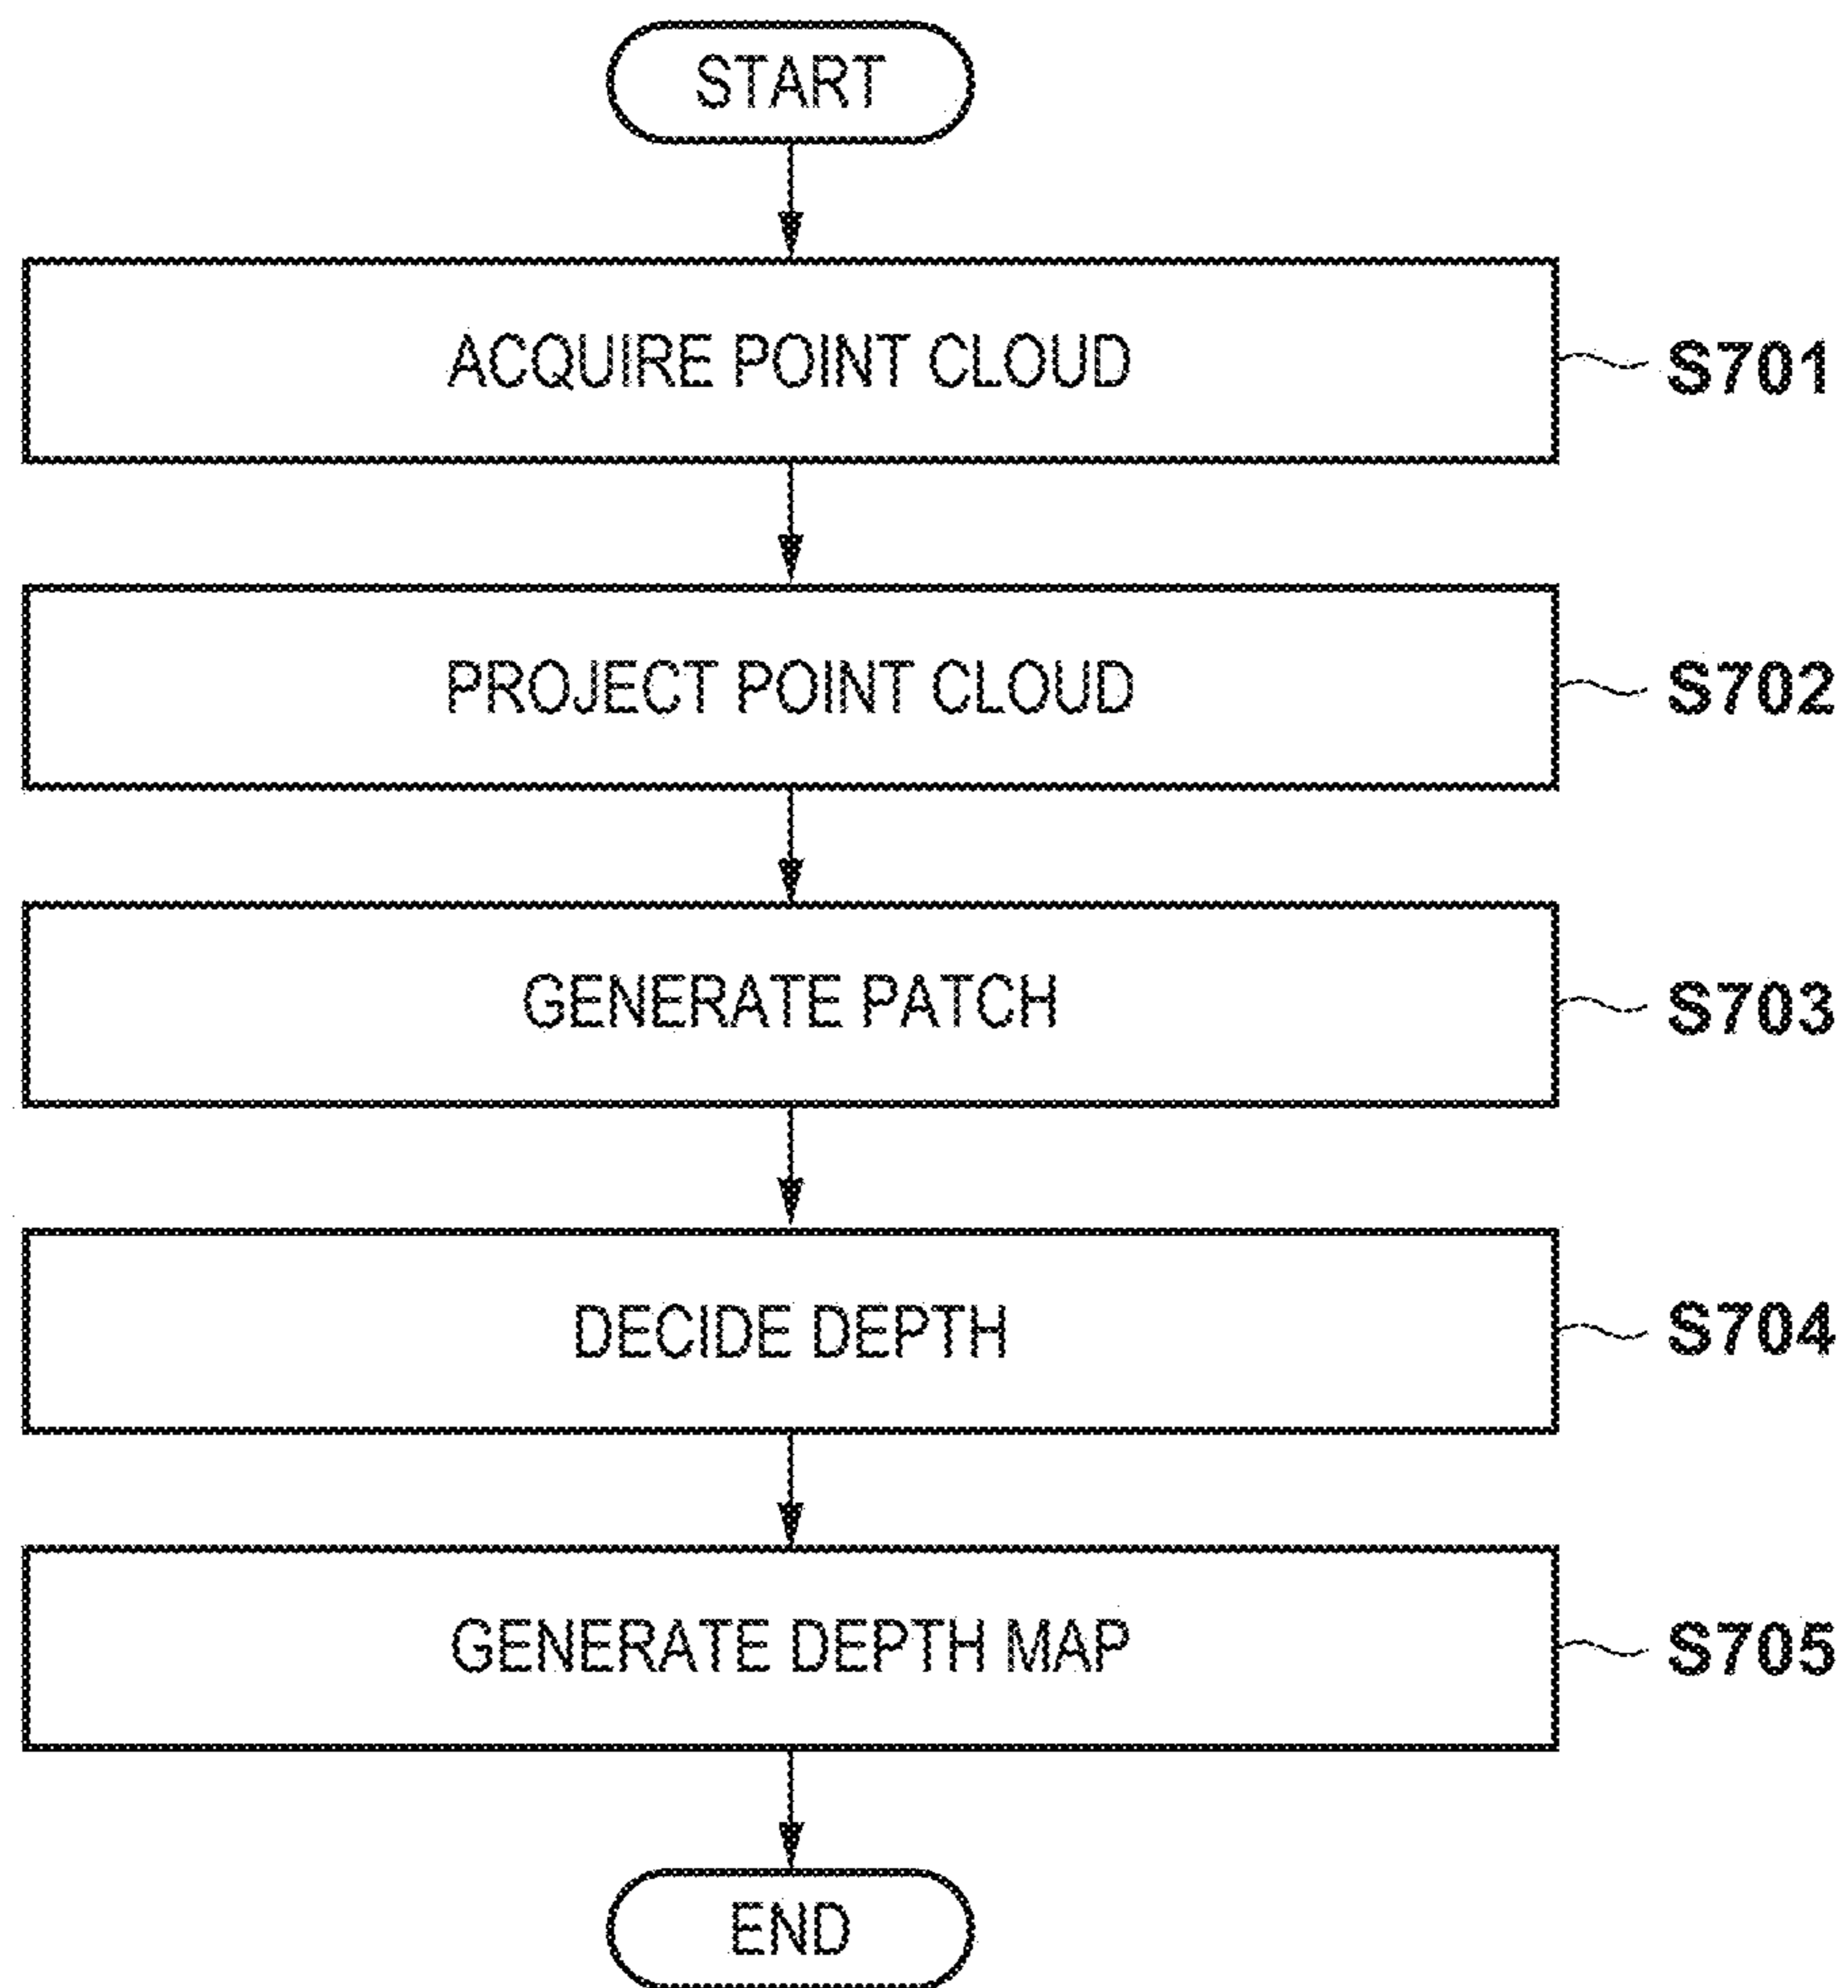 START
ACQUIRE POINT CLOUD
S701
PROJECT POINT CLOUD
S702
GENERATE PATCH
S703
DECIDE DEPTH
S704
GENERATE DEPTH MAP
S705
END